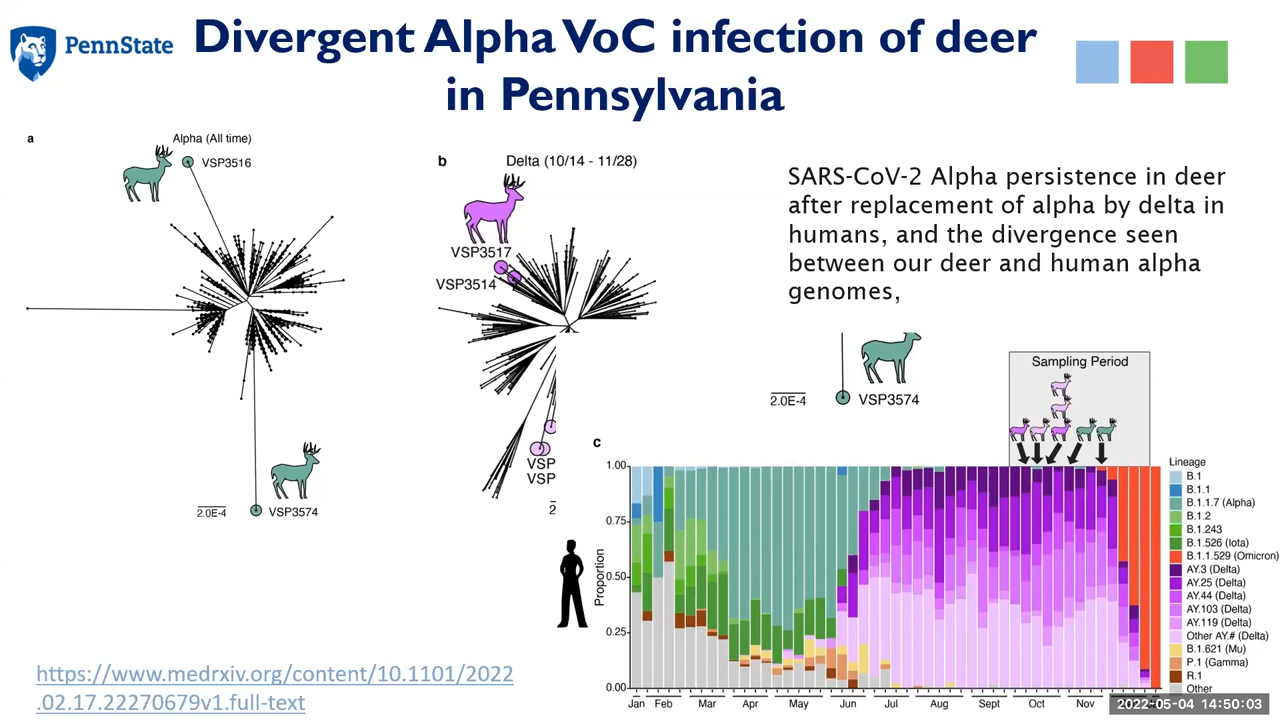 PennState
Divergent Alpha VoC infection of deer
in Pennsylvania
a
Alpha (All time)
VSP3516
VSP3574
2.0E-4
b
Delta (10/14 - 11/28)
VSP3517
VSP3514
VSP
VSP
2
SARS-CoV-2 Alpha persistence in deer
after replacement of alpha by delta in
humans, and the divergence seen
between our deer and human alpha
genomes,
2.0E-4
VSP3574
Sampling Period
c
Proportion
1.00
0.75
0.50
0.25
0.00
Jan Feb Mar Apr May Jun Jul Aug Sept Oct Nov
Lineage
B.1
B.1.1
B.1.1.7 (Alpha)
B.1.2
B.1.243
B.1.526 (Iota)
B.1.1.529 (Omicron)
AY.3 (Delta)
AY.25 (Delta)
AY.44 (Delta)
AY.103 (Delta)
AY.119 (Delta)
Other AY.# (Delta)
B.1.621 (Mu)
P.1 (Gamma)
R.1
Other
https://www.medrxiv.org/content/10.1101/2022
.02.17.22270679v1.full-text
2022-05-04 14:50:03